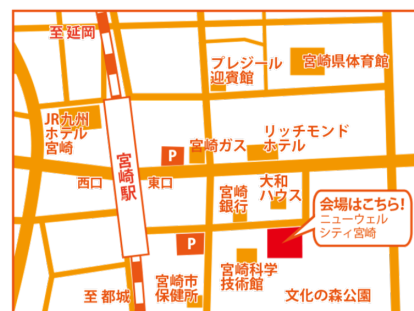 至 延岡
プレジール
迎賓館
宮崎県体育館
JR九州
ホテル
宮崎
P
宮崎ガス
リッチモンド
ホテル
宮崎駅
西口
東口
宮崎
銀行
大和
ハウス
会場はこちら!
ニューウェル
シティ宮崎
P
宮崎科学
技術館
宮崎市
保健所
至 都城
文化の森公園